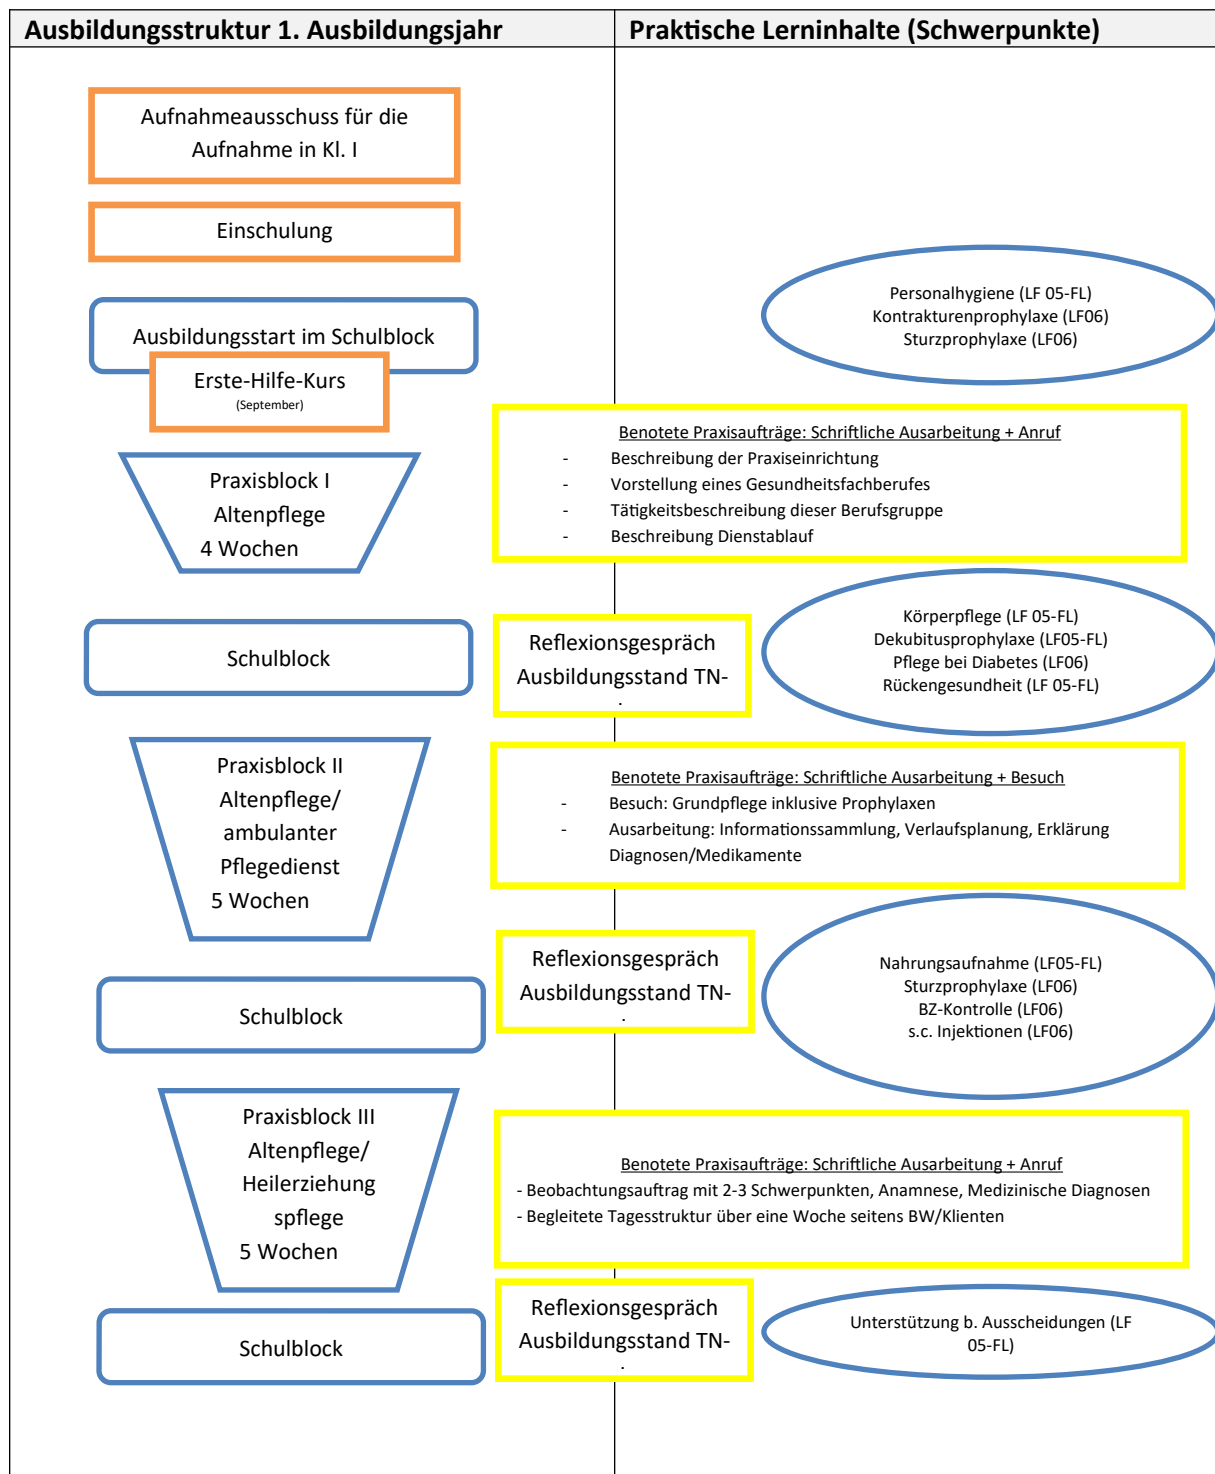 Ausbildungsstruktur 1. Ausbildungsjahr
Praktische Lerninhalte (Schwerpunkte)
Aufnahmeausschuss für die
Aufnahme in Kl. I
Einschulung
Ausbildungsstart im Schulblock
Personalhygiene (LF 05-FL)
Kontrakturenprophylaxe (LF06)
Sturzprophylaxe (LF06)
Erste-Hilfe-Kurs
(September)
Praxisblock I
Altenpflege
4 Wochen
Benotete Praxisaufträge: Schriftliche Ausarbeitung + Anruf
- Beschreibung der Praxiseinrichtung
- Vorstellung eines Gesundheitsfachberufes
- Tätigkeitsbeschreibung dieser Berufsgruppe
- Beschreibung Dienstablauf
Schulblock
Reflexionsgespräch
Ausbildungsstand TN-
.
Körperpflege (LF 05-FL)
Dekubitusprophylaxe (LF05-FL)
Pflege bei Diabetes (LF06)
Rückengesundheit (LF 05-FL)
Praxisblock II
Altenpflege/
ambulanter
Pflegedienst
5 Wochen
Benotete Praxisaufträge: Schriftliche Ausarbeitung + Besuch
- Besuch: Grundpflege inklusive Prophylaxen
- Ausarbeitung: Informationssammlung, Verlaufsplanung, Erklärung
Diagnosen/Medikamente
Schulblock
Reflexionsgespräch
Ausbildungsstand TN-
.
Nahrungsaufnahme (LF05-FL)
Sturzprophylaxe (LF06)
BZ-Kontrolle (LF06)
s.c. Injektionen (LF06)
Praxisblock III
Altenpflege/
Heilerziehung
spflege
5 Wochen
Benotete Praxisaufträge: Schriftliche Ausarbeitung + Anruf
- Beobachtungsauftrag mit 2-3 Schwerpunkten, Anamnese, Medizinische Diagnosen
- Begleitete Tagesstruktur über eine Woche seitens BW/Klienten
Schulblock
Reflexionsgespräch
Ausbildungsstand TN-
.
Unterstützung b. Ausscheidungen (LF
05-FL)